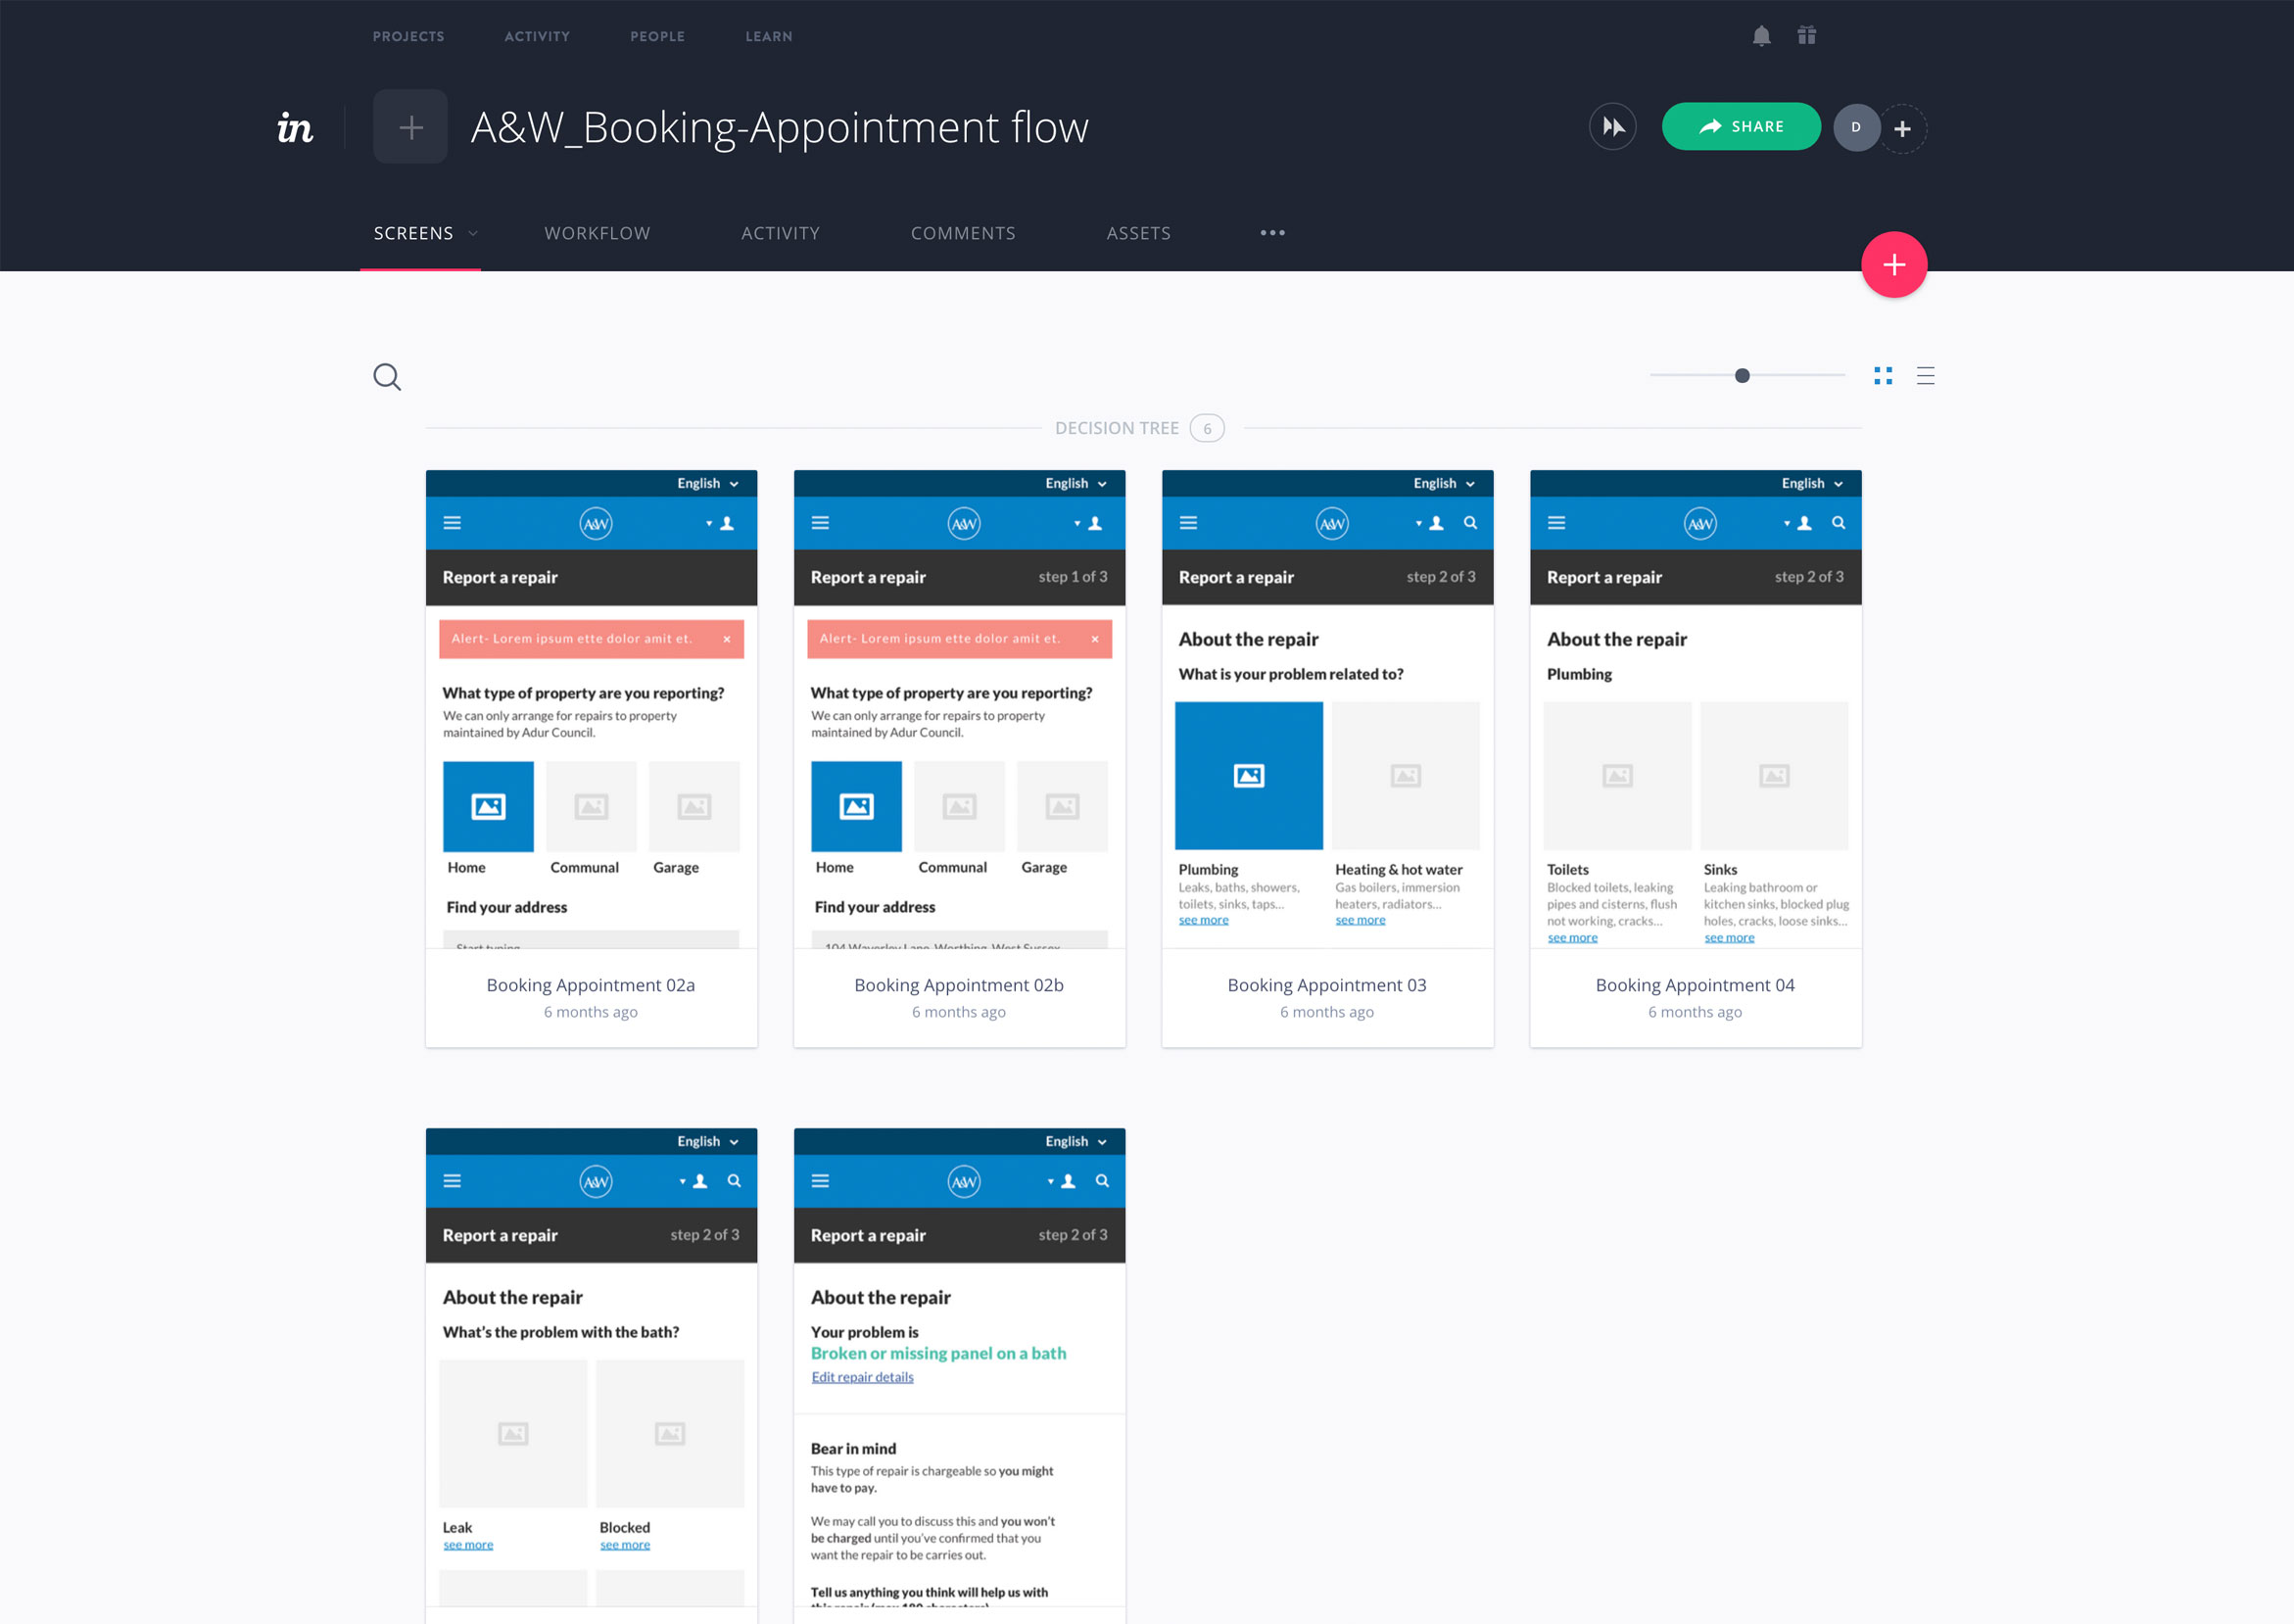 PROJECTS ACTIVITY PEOPLE LEARN
in
A&W_Booking-Appointment flow
SHARE
D
SCREENS WORKFLOW ACTIVITY COMMENTS ASSETS
DECISION TREE 6
English
A&W
Report a repair
Alert- Lorem ipsum ette dolor amit et. ×
What type of property are you reporting?
We can only arrange for repairs to property
maintained by Adur Council.
Home Communal Garage
Find your address
Start typing
Booking Appointment 02a
6 months ago
English
A&W
Report a repair step 1 of 3
Alert- Lorem ipsum ette dolor amit et. ×
What type of property are you reporting?
We can only arrange for repairs to property
maintained by Adur Council.
Home Communal Garage
Find your address
104 Waverley Lane, Worthing, West Sussex
Booking Appointment 02b
6 months ago
English
A&W
Report a repair step 2 of 3
About the repair
What is your problem related to?
Plumbing
Leaks, baths, showers,
toilets, sinks, taps...
see more
Heating & hot water
Gas boilers, immersion
heaters, radiators...
see more
Booking Appointment 03
6 months ago
English
A&W
Report a repair step 2 of 3
About the repair
Plumbing
Toilets
Blocked toilets, leaking
pipes and cisterns, flush
not working, cracks...
see more
Sinks
Leaking bathroom or
kitchen sinks, blocked plug
holes, cracks, loose sinks...
see more
Booking Appointment 04
6 months ago
English
A&W
Report a repair step 2 of 3
About the repair
What's the problem with the bath?
Leak
see more
Blocked
see more
English
A&W
Report a repair step 2 of 3
About the repair
Your problem is
Broken or missing panel on a bath
Edit repair details
Bear in mind
This type of repair is chargeable so you might
have to pay.
We may call you to discuss this and you won't
be charged until you've confirmed that you
want the repair to be carries out.
Tell us anything you think will help us with
this repair (max 180 characters)